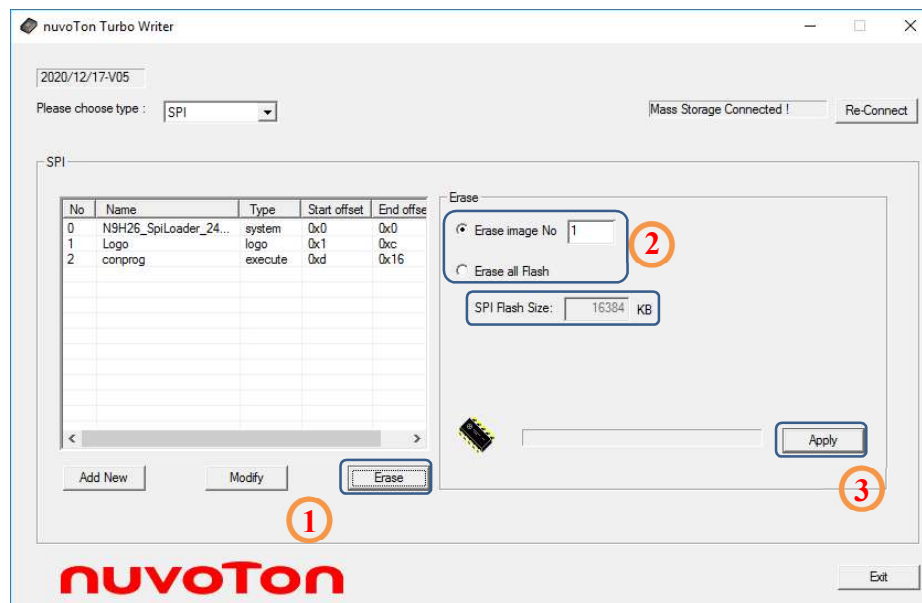 nuvoTon Turbo Writer
2020/12/17-V05
Please choose type : SPI
Mass Storage Connected ! Re-Connect
SPI
No Name Type Start offset End offse
0 N9H26_SpiLoader_24... system 0x0 0x0
1 Logo logo 0x1 0xc
2 conprog execute 0xd 0x16
Erase
Erase image No 1
2
Erase all Flash
SPI Flash Size: 16384 KB
Apply
3
Add New Modify Erase
1
nuvoTon
Exit